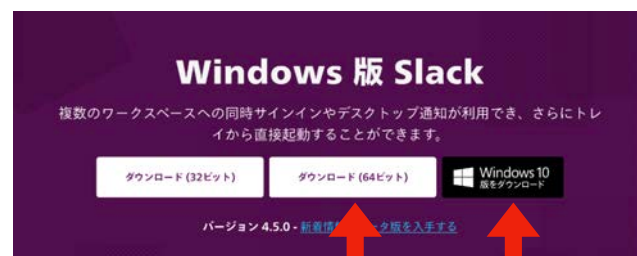 Windows 版 Slack
複数のワークスペースへの同時サインインやデスクトップ通知が利用でき、さらにトレ
イから直接起動することができます。
ダウンロード (32ビット)
ダウンロード (64ビット)
Windows 10
版をダウンロード
バージョン 4.5.0 - 新着情 タ版を入手する